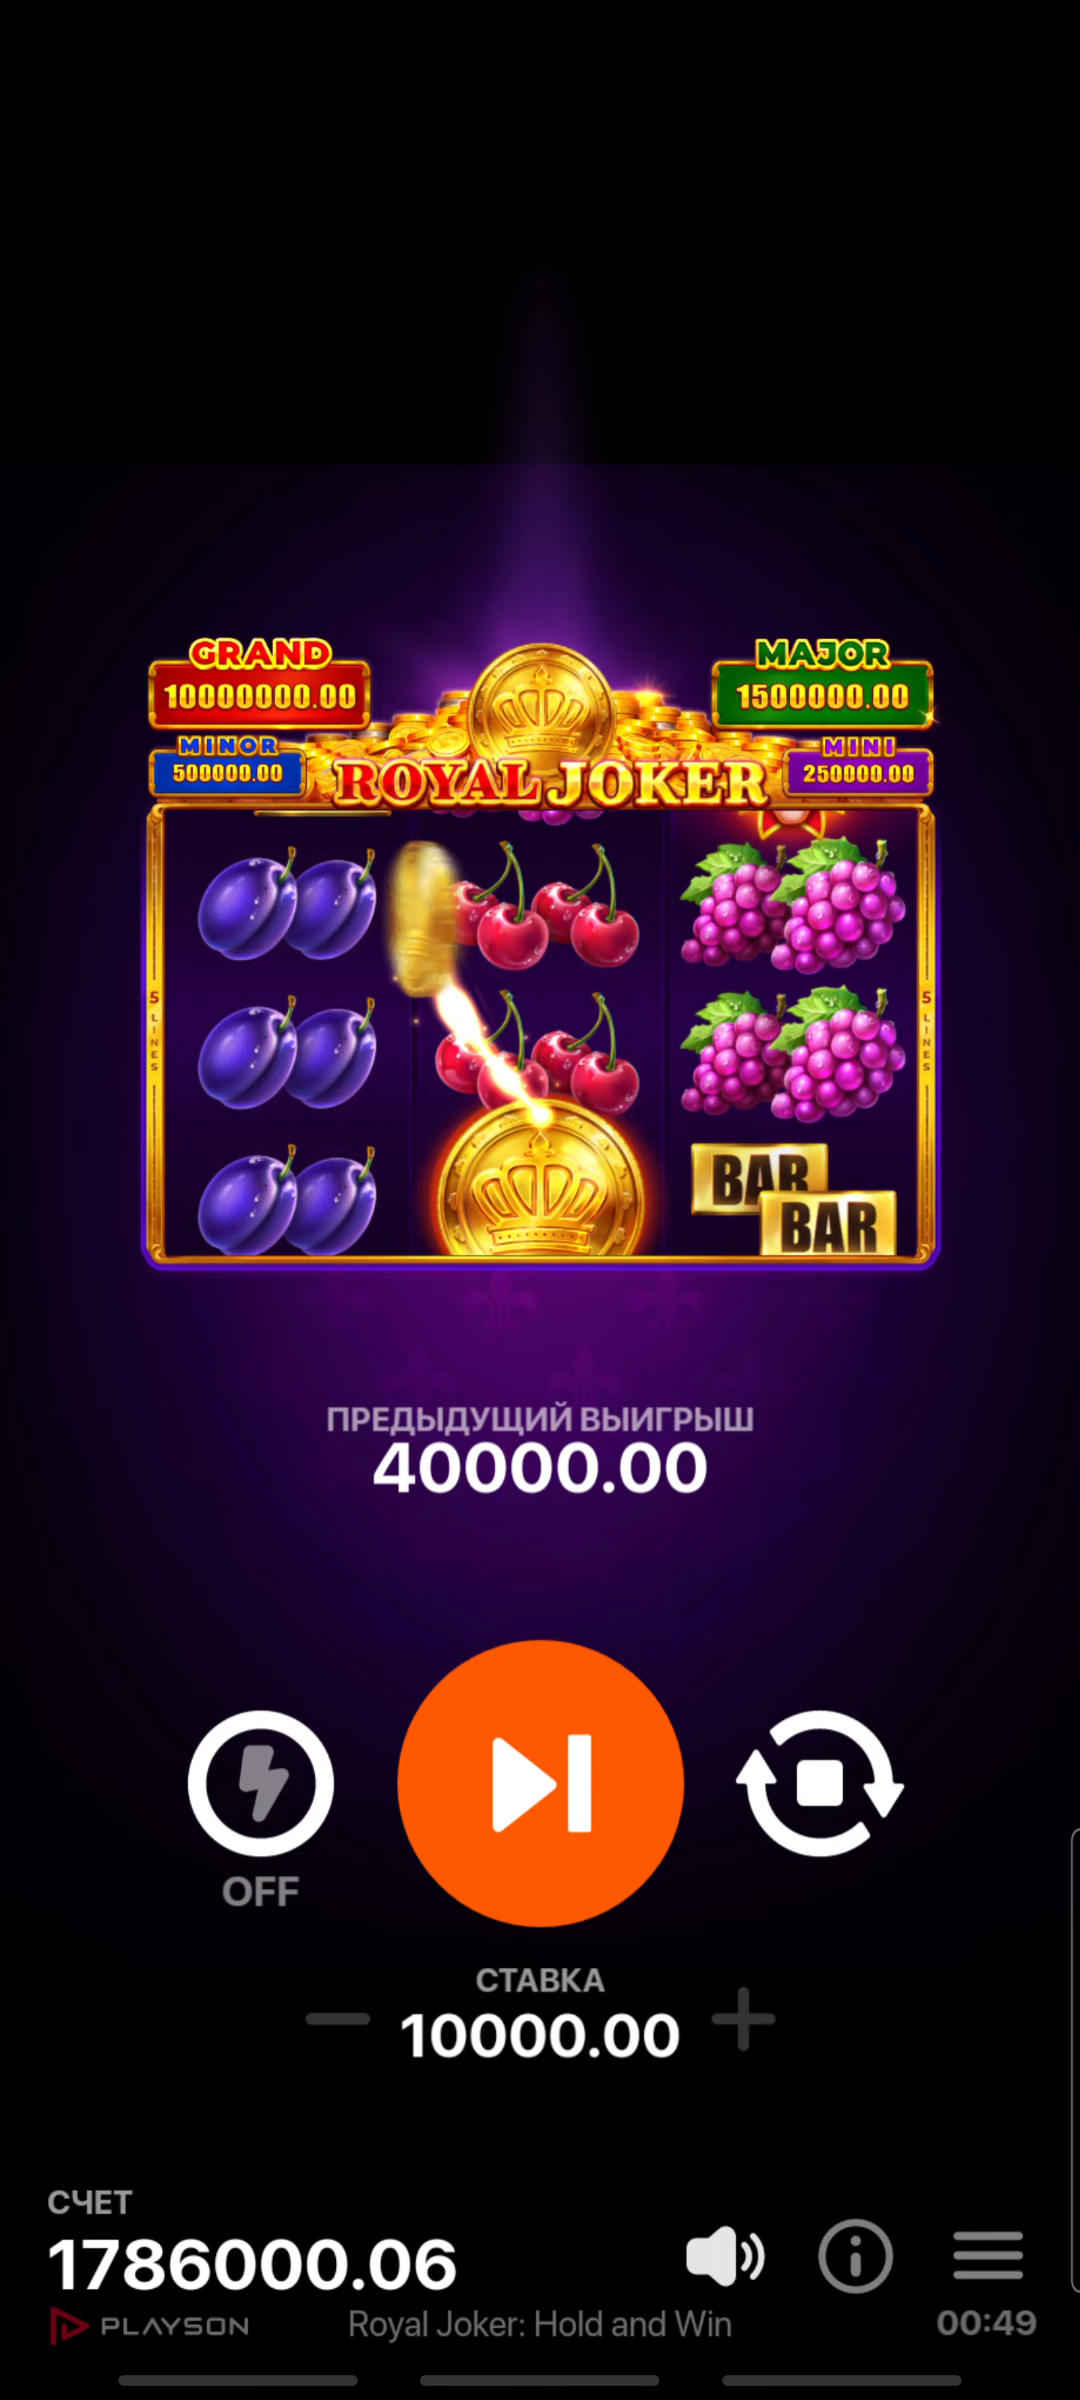 GRAND
10000000.00
MAJOR
1500000.00
MINOR
500000.00
MINI
250000.00
ROYAL JOKER
5 LINES
5 LINES
BAR
BAR
ПРЕДЫДУЩИЙ ВЫИГРЫШ
40000.00
OFF
СТАВКА
10000.00
СЧЕТ
1786000.06
PLAYSON
Royal Joker: Hold and Win
00:49